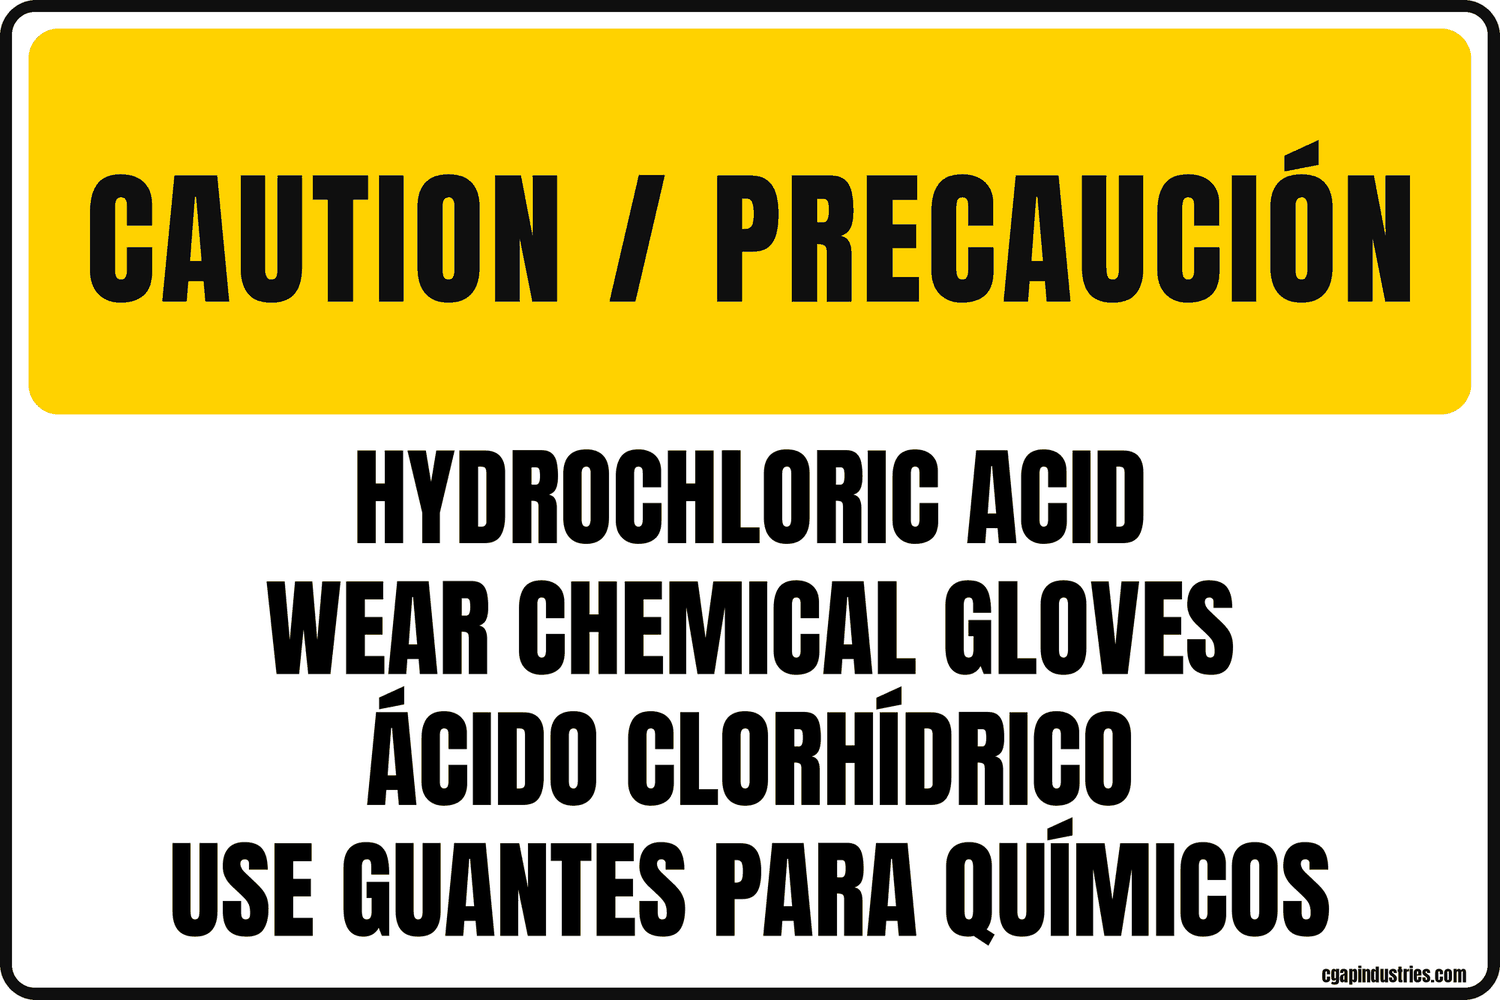 CAUTION / PRECAUCIÓN
HYDROCHLORIC ACID
WEAR CHEMICAL GLOVES
ÁCIDO CLORHÍDRICO
USE GUANTES PARA QUÍMICOS
cgapindustries.com